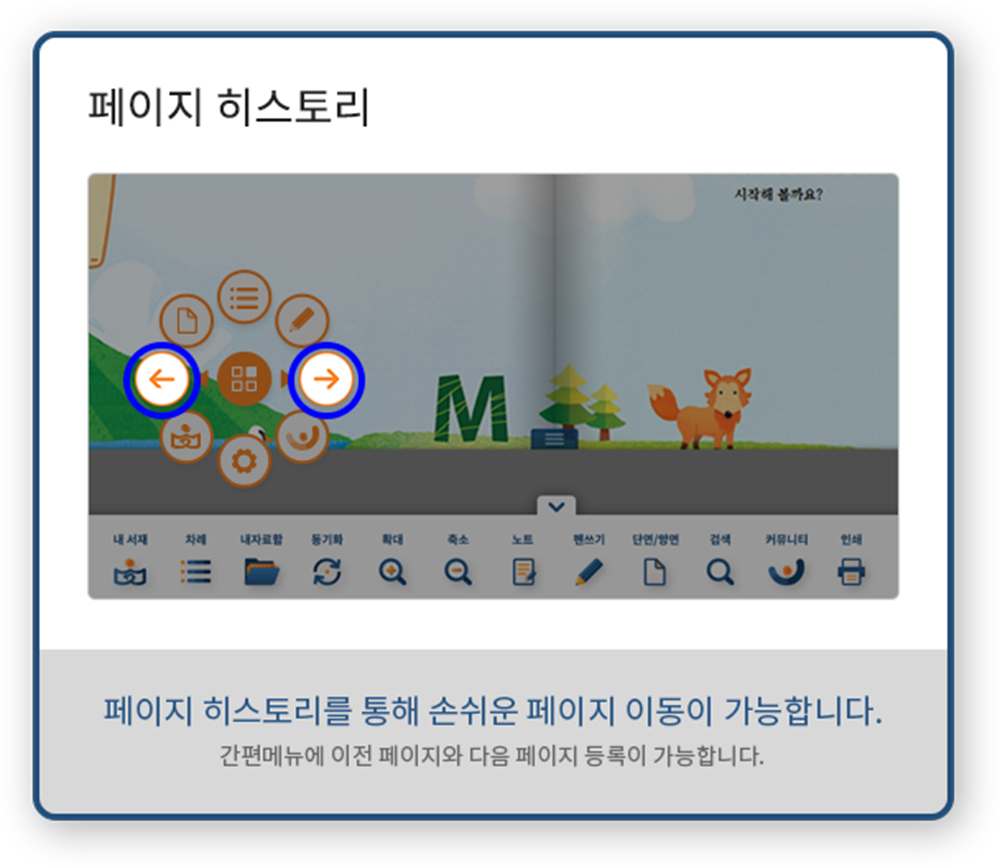 페이지 히스토리
시작해 볼까요?
M
내 서재 차례 내자료함 동기화 확대 축소 노트 펜쓰기 단면/양면 검색 커뮤니티 인쇄
페이지 히스토리를 통해 손쉬운 페이지 이동이 가능합니다.
간편메뉴에 이전 페이지와 다음 페이지 등록이 가능합니다.